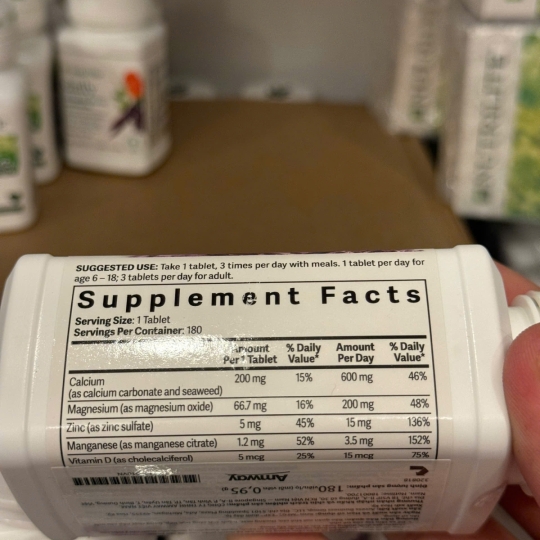 SUGGESTED USE: Take 1 tablet, 3 times per day with meals. 1 tablet per day for
age 6 – 18; 3 tablets per day for adult.
Supplement Facts
Serving Size: 1 Tablet
Servings Per Container: 180
Amount Per 1 Tablet % Daily Value* Amount Per Day % Daily Value*
Calcium (as calcium carbonate and seaweed) 200 mg 15% 600 mg 46%
Magnesium (as magnesium oxide) 66.7 mg 16% 200 mg 48%
Zinc (as zinc sulfate) 5 mg 45% 15 mg 136%
Manganese (as manganese citrate) 1.2 mg 52% 3.5 mg 152%
Vitamin D (as cholecalciferol) 5 mcg 25% 15 mcg 75%
Amway
NUTRILITE